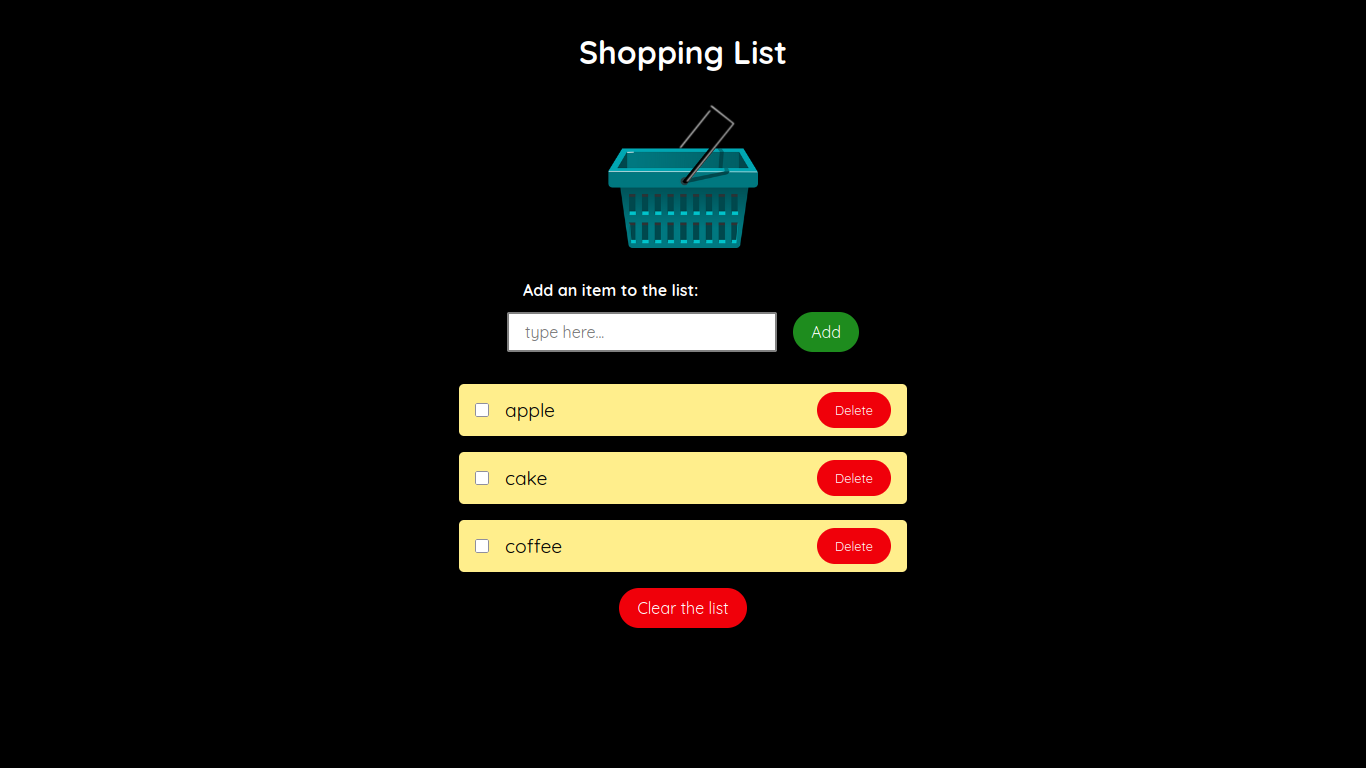 Shopping List
Add an item to the list:
type here...
Add
apple
Delete
cake
Delete
coffee
Delete
Clear the list